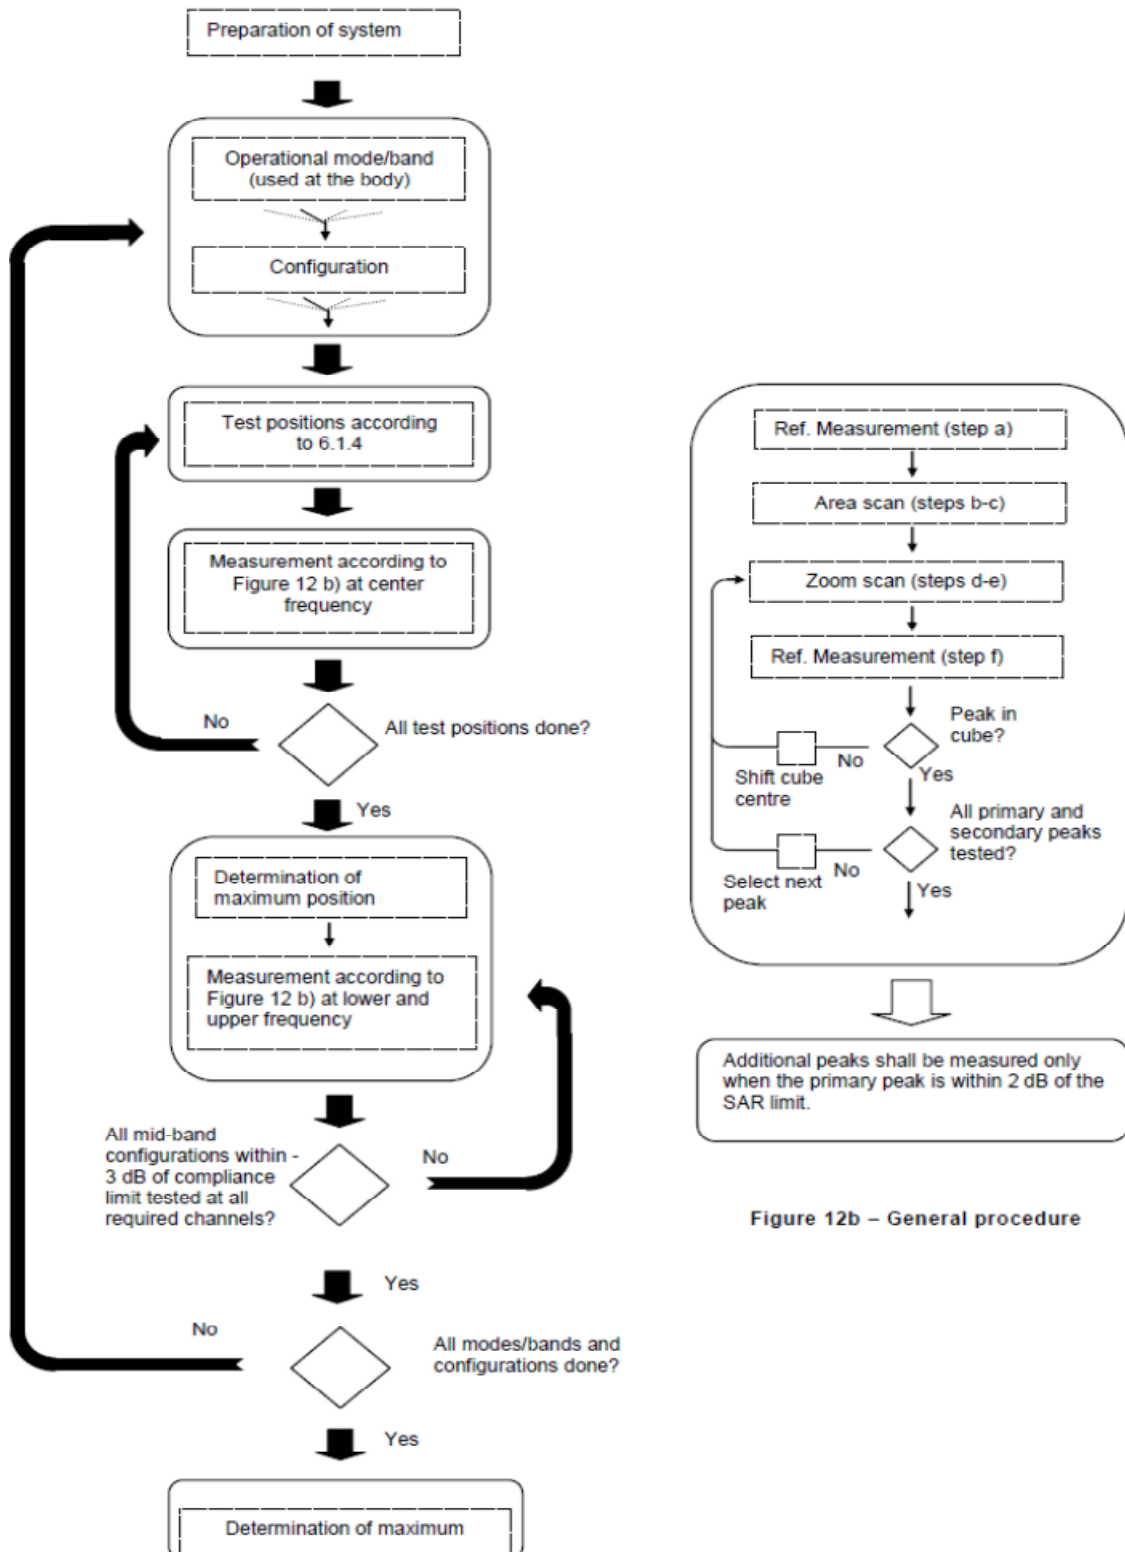 Preparation of system
Operational mode/band
(used at the body)
Configuration
Test positions according
to 6.1.4
Measurement according to
Figure 12 b) at center
frequency
No
All test positions done?
Yes
Determination of
maximum position
Measurement according to
Figure 12 b) at lower and
upper frequency
All mid-band
configurations within -
3 dB of compliance
limit tested at all
required channels?
No
Yes
No
All modes/bands and
configurations done?
Yes
Determination of maximum
Ref. Measurement (step a)
Area scan (steps b-c)
Zoom scan (steps d-e)
Ref. Measurement (step f)
Peak in
cube?
No
Shift cube
centre
Yes
All primary and
secondary peaks
tested?
No
Select next
peak
Yes
Additional peaks shall be measured only
when the primary peak is within 2 dB of the
SAR limit.
Figure 12b – General procedure